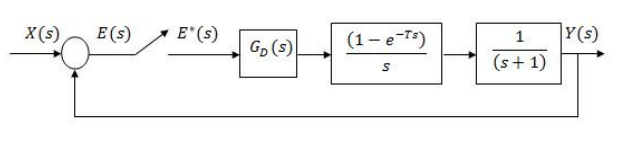 X(s) E(s) E*(s) G_D(s) (1 − e^{−Ts}) / s 1 / (s + 1) Y(s)